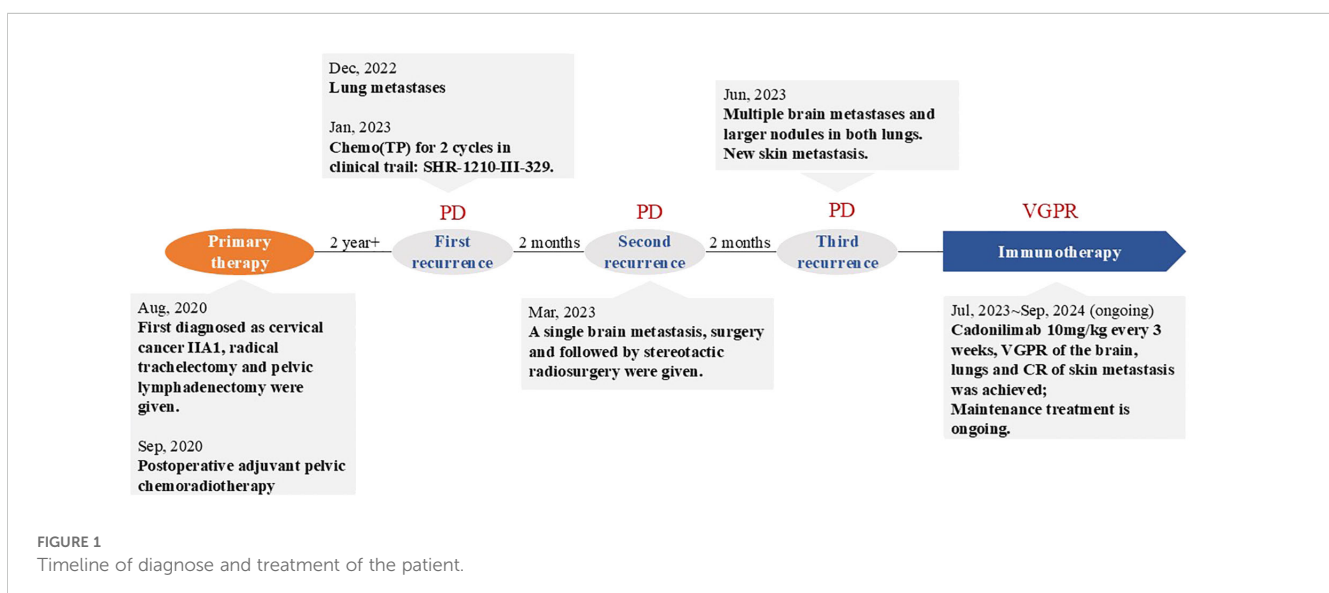 Dec, 2022
Lung metastases
Jan, 2023
Chemo(TP) for 2 cycles in
clinical trail: SHR-1210-III-329.
Jun, 2023
Multiple brain metastases and
larger nodules in both lungs.
New skin metastasis.
PD
PD
PD
VGPR
Primary
therapy
2 year+
First
recurrence
2 months
Second
recurrence
2 months
Third
recurrence
Immunotherapy
Aug, 2020
First diagnosed as cervical
cancer IIA1, radical
trachelectomy and pelvic
lymphadenectomy were
given.
Sep, 2020
Postoperative adjuvant pelvic
chemoradiotherapy
Mar, 2023
A single brain metastasis, surgery
and followed by stereotactic
radiosurgery were given.
Jul, 2023~Sep, 2024 (ongoing)
Cadonilimab 10mg/kg every 3
weeks, VGPR of the brain,
lungs and CR of skin metastasis
was achieved;
Maintenance treatment is
ongoing.
FIGURE 1
Timeline of diagnose and treatment of the patient.